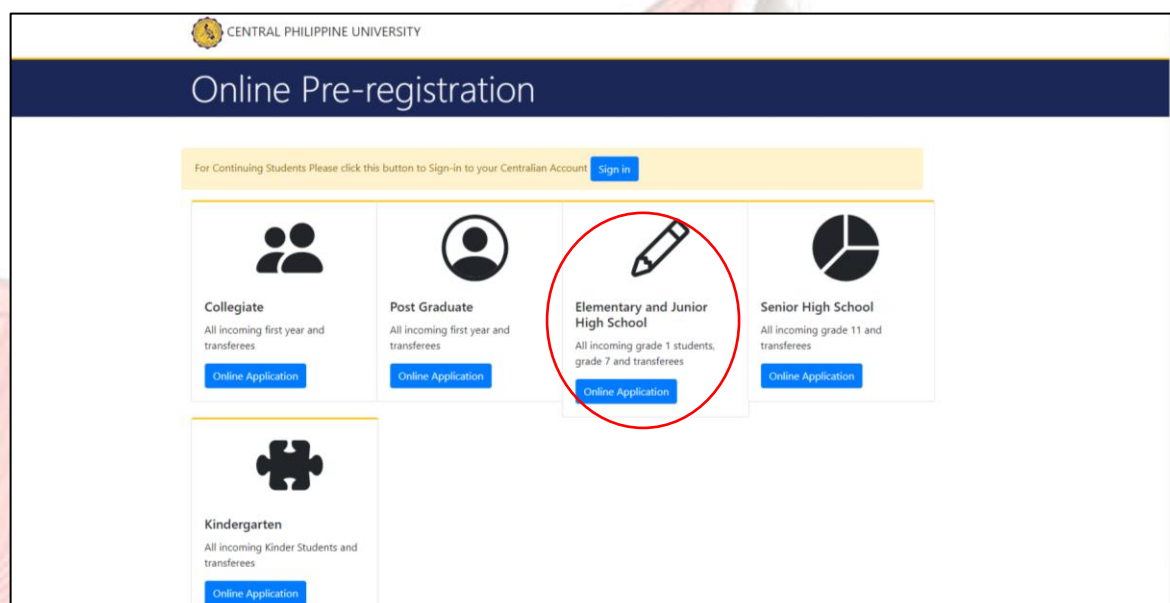 CENTRAL PHILIPPINE UNIVERSITY
Online Pre-registration
For Continuing Students Please click this button to Sign-in to your Centralian Account Sign in
Collegiate
All incoming first year and
transferees
Online Application
Post Graduate
All incoming first year and
transferees
Online Application
Elementary and Junior
High School
All incoming grade 1 students,
grade 7 and transferees
Online Application
Senior High School
All incoming grade 11 and
transferees
Online Application
Kindergarten
All incoming Kinder Students and
transferees
Online Application